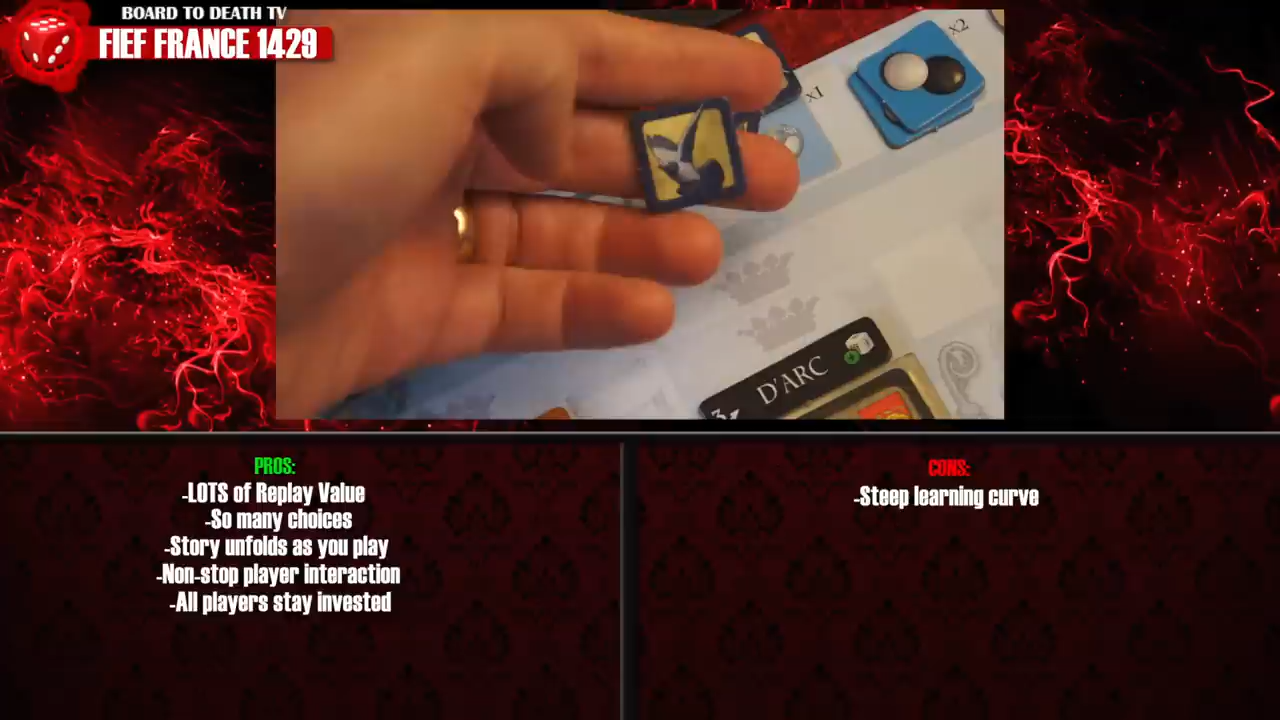 BOARD TO DEATH TV
FIEF FRANCE 1429
x1
x2
3
D'ARC
PROS:
-LOTS of Replay Value
-So many choices
-Story unfolds as you play
-Non-stop player interaction
-All players stay invested
CONS:
-Steep learning curve